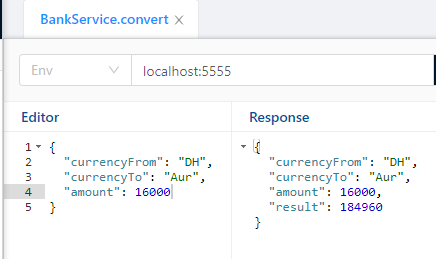 BankService.convert ×
Env localhost:5555
Editor
1 {
2 "currencyFrom": "DH",
3 "currencyTo": "Aur",
4 "amount": 16000
5 }
Response
{
"currencyFrom": "DH",
"currencyTo": "Aur",
"amount": 16000,
"result": 184960
}